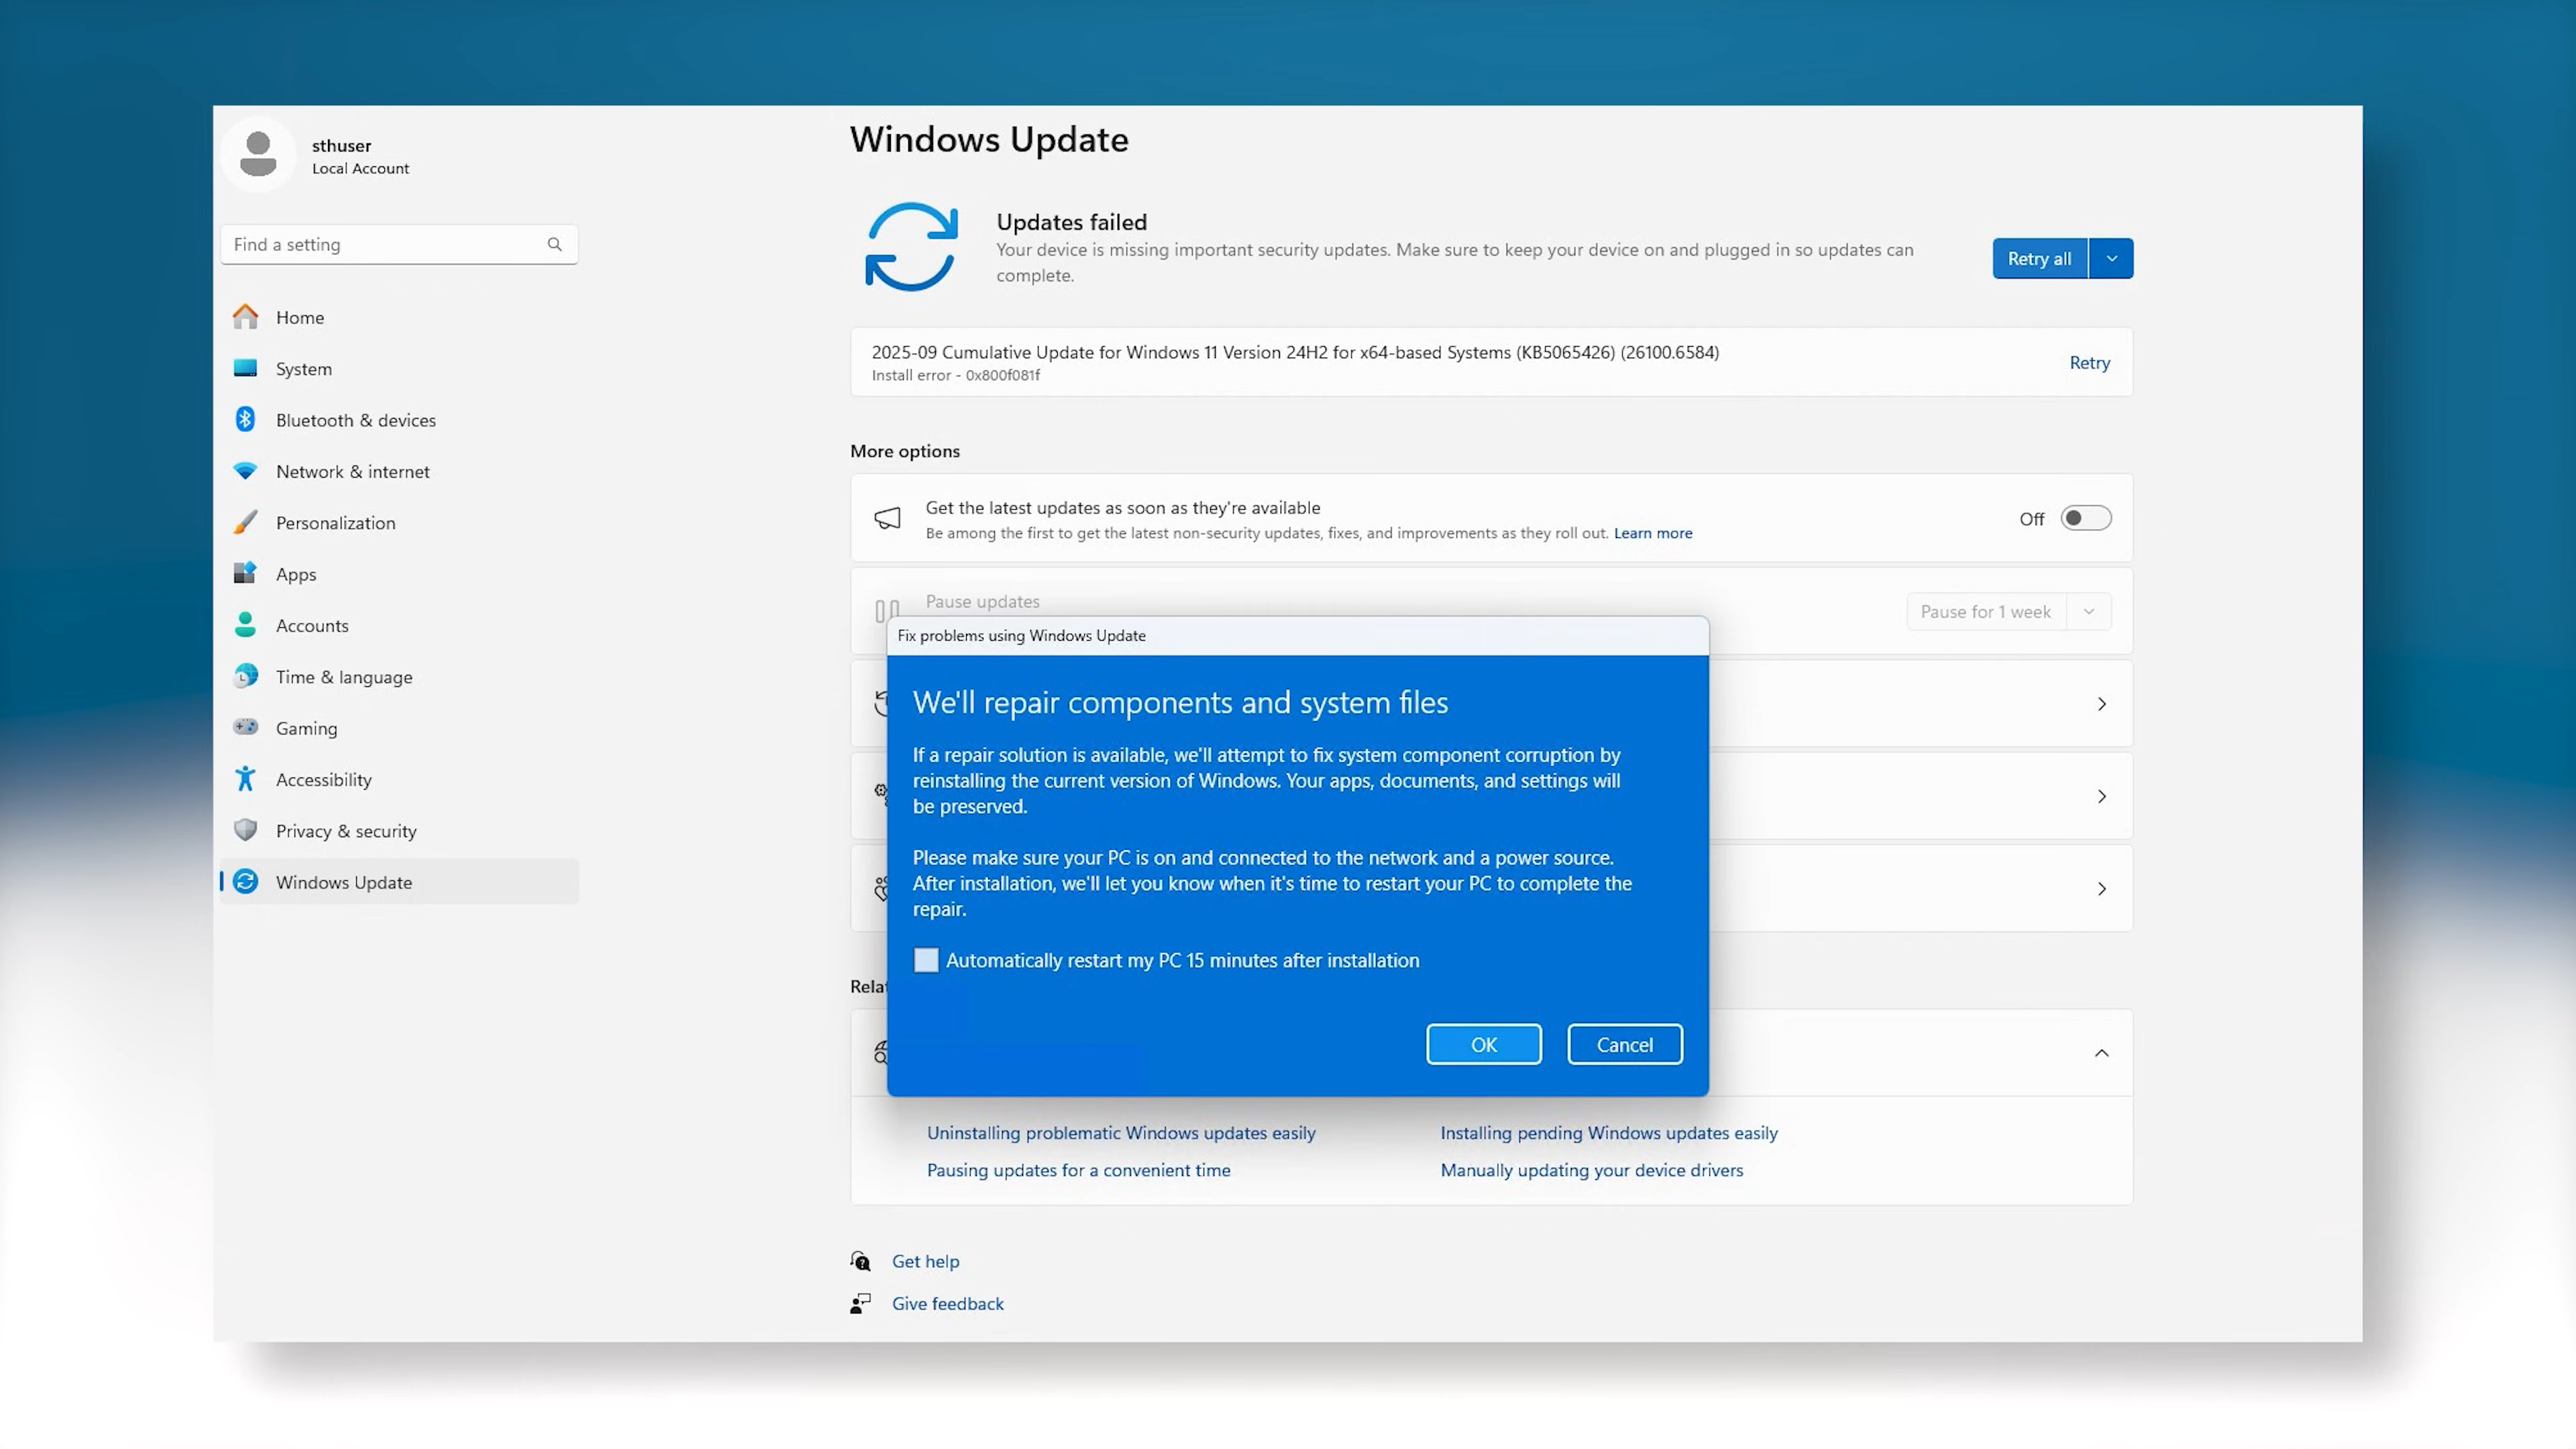 sthuser
Local Account
Find a setting
Home
System
Bluetooth & devices
Network & internet
Personalization
Apps
Accounts
Time & language
Gaming
Accessibility
Privacy & security
Windows Update
Windows Update
Updates failed
Your device is missing important security updates. Make sure to keep your device on and plugged in so updates can
complete.
Retry all
2025-09 Cumulative Update for Windows 11 Version 24H2 for x64-based Systems (KB5065426) (26100.6584)
Install error - 0x800f081f
Retry
More options
Get the latest updates as soon as they're available
Be among the first to get the latest non-security updates, fixes, and improvements as they roll out. Learn more
Off
Pause updates
Pause for 1 week
Fix problems using Windows Update
We'll repair components and system files
If a repair solution is available, we'll attempt to fix system component corruption by
reinstalling the current version of Windows. Your apps, documents, and settings will
be preserved.
Please make sure your PC is on and connected to the network and a power source.
After installation, we'll let you know when it's time to restart your PC to complete the
repair.
Automatically restart my PC 15 minutes after installation
OK
Cancel
Uninstalling problematic Windows updates easily
Installing pending Windows updates easily
Pausing updates for a convenient time
Manually updating your device drivers
Get help
Give feedback